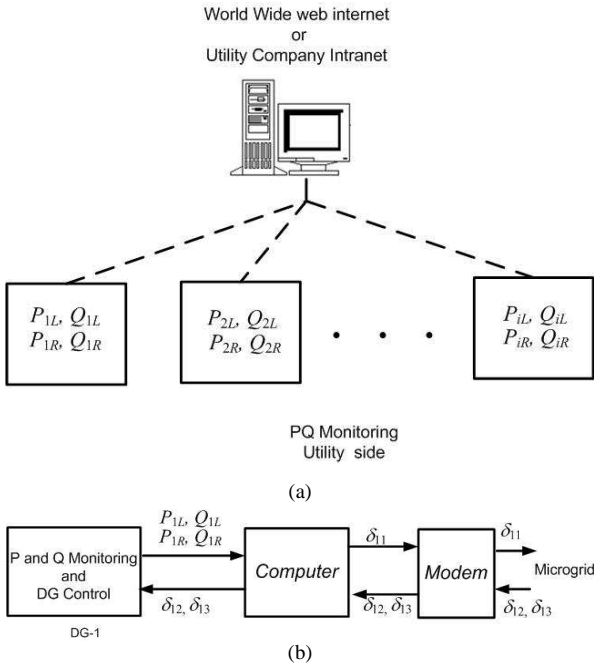 World Wide web internet
or
Utility Company Intranet
P1L, Q1L
P1R, Q1R
P2L, Q2L
P2R, Q2R
. . .
PiL, QiL
PiR, QiR
PQ Monitoring
Utility side
(a)
P and Q Monitoring
and
DG Control
DG-1
P1L, Q1L
P1R, Q1R
δ12, δ13
Computer
δ11
δ12, δ13
Modem
δ11
Microgrid
δ12, δ13
(b)